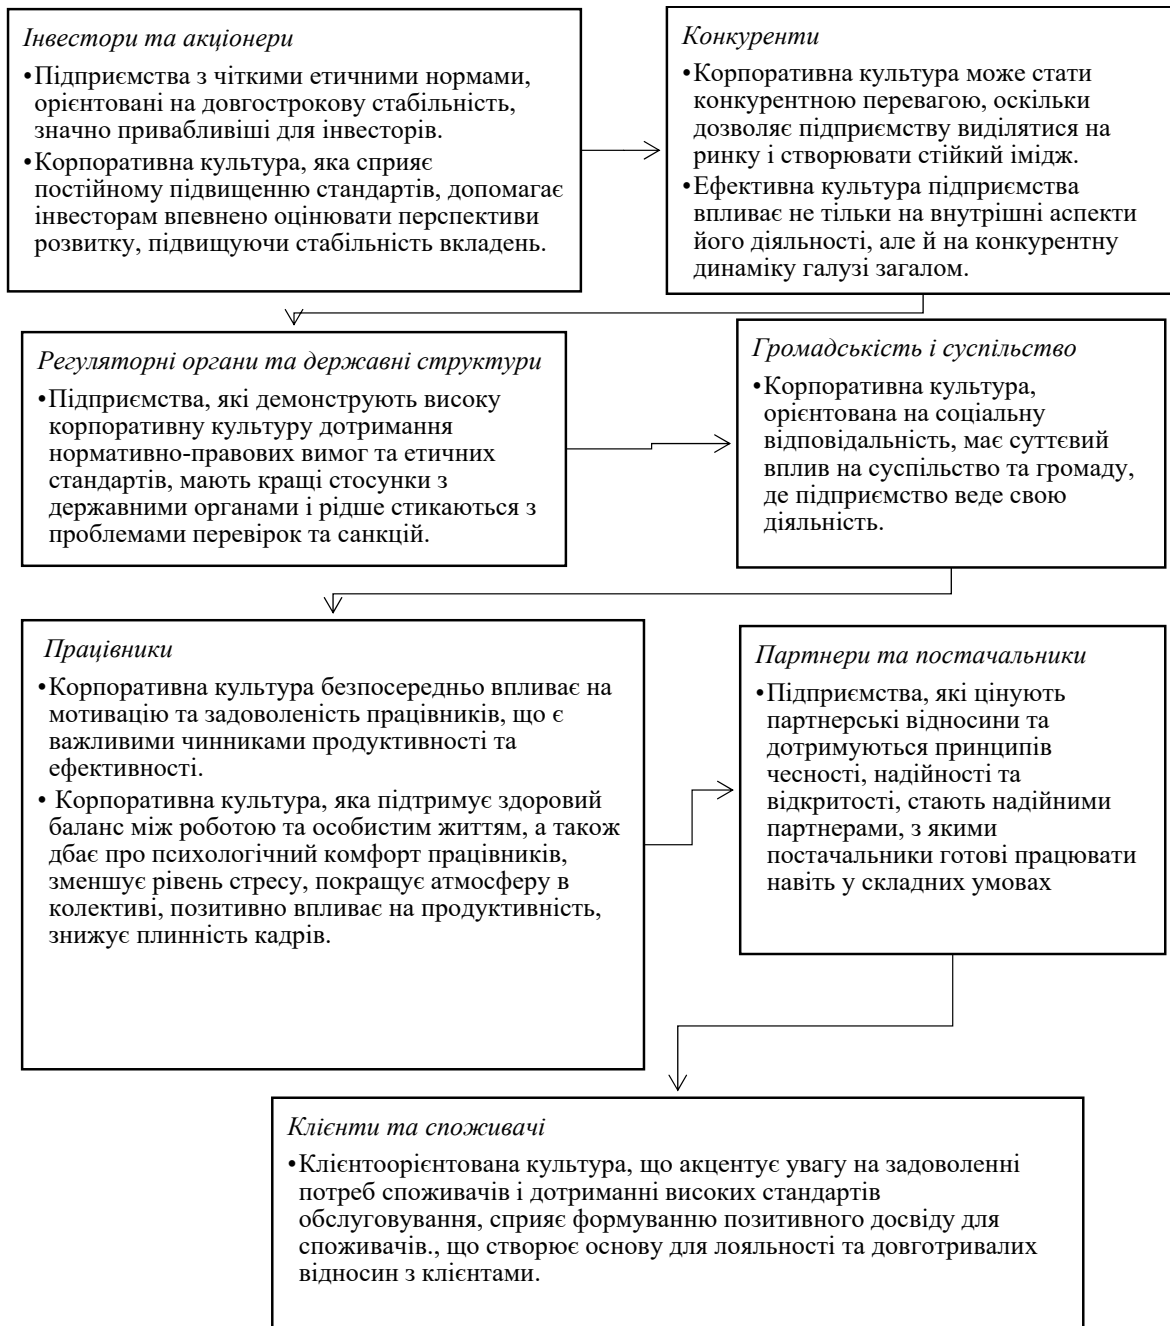 Інвестори та акціонери
•Підприємства з чіткими етичними нормами,
орієнтовані на довгострокову стабільність,
значно привабливіші для інвесторів.
•Корпоративна культура, яка сприяє
постійному підвищенню стандартів, допомагає
інвесторам впевнено оцінювати перспективи
розвитку, підвищуючи стабільність вкладень.
Конкуренти
•Корпоративна культура може стати
конкурентною перевагою, оскільки
дозволяє підприємству виділятися на
ринку і створювати стійкий імідж.
•Ефективна культура підприємства
впливає не тільки на внутрішні аспекти
його діяльності, але й на конкурентну
динаміку галузі загалом.
Регуляторні органи та державні структури
•Підприємства, які демонструють високу
корпоративну культуру дотримання
нормативно-правових вимог та етичних
стандартів, мають кращі стосунки з
державними органами і рідше стикаються з
проблемами перевірок та санкцій.
Громадськість і суспільство
•Корпоративна культура,
орієнтована на соціальну
відповідальність, має суттєвий
вплив на суспільство та громаду,
де підприємство веде свою
діяльність.
Працівники
•Корпоративна культура безпосередньо впливає на
мотивацію та задоволеність працівників, що є
важливими чинниками продуктивності та
ефективності.
• Корпоративна культура, яка підтримує здоровий
баланс між роботою та особистим життям, а також
дбає про психологічний комфорт працівників,
зменшує рівень стресу, покращує атмосферу в
колективі, позитивно впливає на продуктивність,
знижує плинність кадрів.
Партнери та постачальники
•Підприємства, які цінують
партнерські відносини та
дотримуються принципів
чесності, надійності та
відкритості, стають надійними
партнерами, з якими
постачальники готові працювати
навіть у складних умовах
Клієнти та споживачі
•Клієнтоорієнтована культура, що акцентує увагу на задоволенні
потреб споживачів і дотриманні високих стандартів
обслуговування, сприяє формуванню позитивного досвіду для
споживачів., що створює основу для лояльності та довготривалих
відносин з клієнтами.